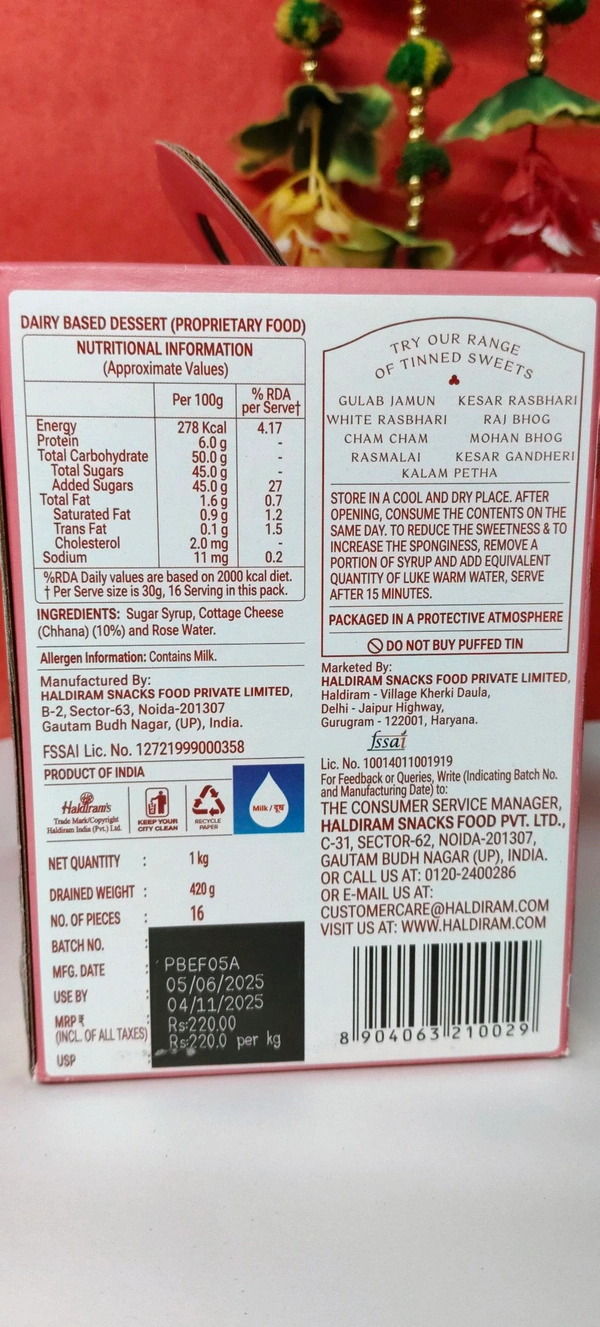 DAIRY BASED DESSERT (PROPRIETARY FOOD)
NUTRITIONAL INFORMATION
(Approximate Values)
Per 100g % RDA per Serve†
Energy 278 Kcal 4.17
Protein 6.0 g -
Total Carbohydrate 50.0 g -
Total Sugars 45.0 g -
Added Sugars 45.0 g 27
Total Fat 1.6 g 0.7
Saturated Fat 0.9 g 1.2
Trans Fat 0.1 g 1.5
Cholesterol 2.0 mg -
Sodium 11 mg 0.2
%RDA Daily values are based on 2000 kcal diet.
† Per Serve size is 30g, 16 Serving in this pack.
INGREDIENTS: Sugar Syrup, Cottage Cheese
(Chhana) (10%) and Rose Water.
Allergen Information: Contains Milk.
Manufactured By:
HALDIRAM SNACKS FOOD PRIVATE LIMITED,
B-2, Sector-63, Noida-201307
Gautam Budh Nagar, (UP), India.
FSSAI Lic. No. 12721999000358
PRODUCT OF INDIA
Haldiram's
Trade Mark/Copyright
Haldiram India (Pvt.) Ltd.
KEEP YOUR
CITY CLEAN
RECYCLE
PAPER
Milk / दूध
NET QUANTITY : 1 kg
DRAINED WEIGHT : 420 g
NO. OF PIECES : 16
BATCH NO. : PBEF05A
MFG. DATE : 05/06/2025
USE BY : 04/11/2025
MRP ₹ : Rs:220.00
(INCL. OF ALL TAXES)
USP : Rs:220.0 per kg
TRY OUR RANGE
OF TINNED SWEETS
GULAB JAMUN KESAR RASBHARI
WHITE RASBHARI RAJ BHOG
CHAM CHAM MOHAN BHOG
RASMALAI KESAR GANDHERI
KALAM PETHA
STORE IN A COOL AND DRY PLACE. AFTER
OPENING, CONSUME THE CONTENTS ON THE
SAME DAY. TO REDUCE THE SWEETNESS & TO
INCREASE THE SPONGINESS, REMOVE A
PORTION OF SYRUP AND ADD EQUIVALENT
QUANTITY OF LUKE WARM WATER, SERVE
AFTER 15 MINUTES.
PACKAGED IN A PROTECTIVE ATMOSPHERE
DO NOT BUY PUFFED TIN
Marketed By:
HALDIRAM SNACKS FOOD PRIVATE LIMITED,
Haldiram - Village Kherki Daula,
Delhi - Jaipur Highway,
Gurugram - 122001, Haryana.
fssai
Lic. No. 10014011001919
For Feedback or Queries, Write (Indicating Batch No.
and Manufacturing Date) to:
THE CONSUMER SERVICE MANAGER,
HALDIRAM SNACKS FOOD PVT. LTD.,
C-31, SECTOR-62, NOIDA-201307,
GAUTAM BUDH NAGAR (UP), INDIA.
OR CALL US AT: 0120-2400286
OR E-MAIL US AT:
CUSTOMERCARE@HALDIRAM.COM
VISIT US AT: WWW.HALDIRAM.COM
8 904063 210029